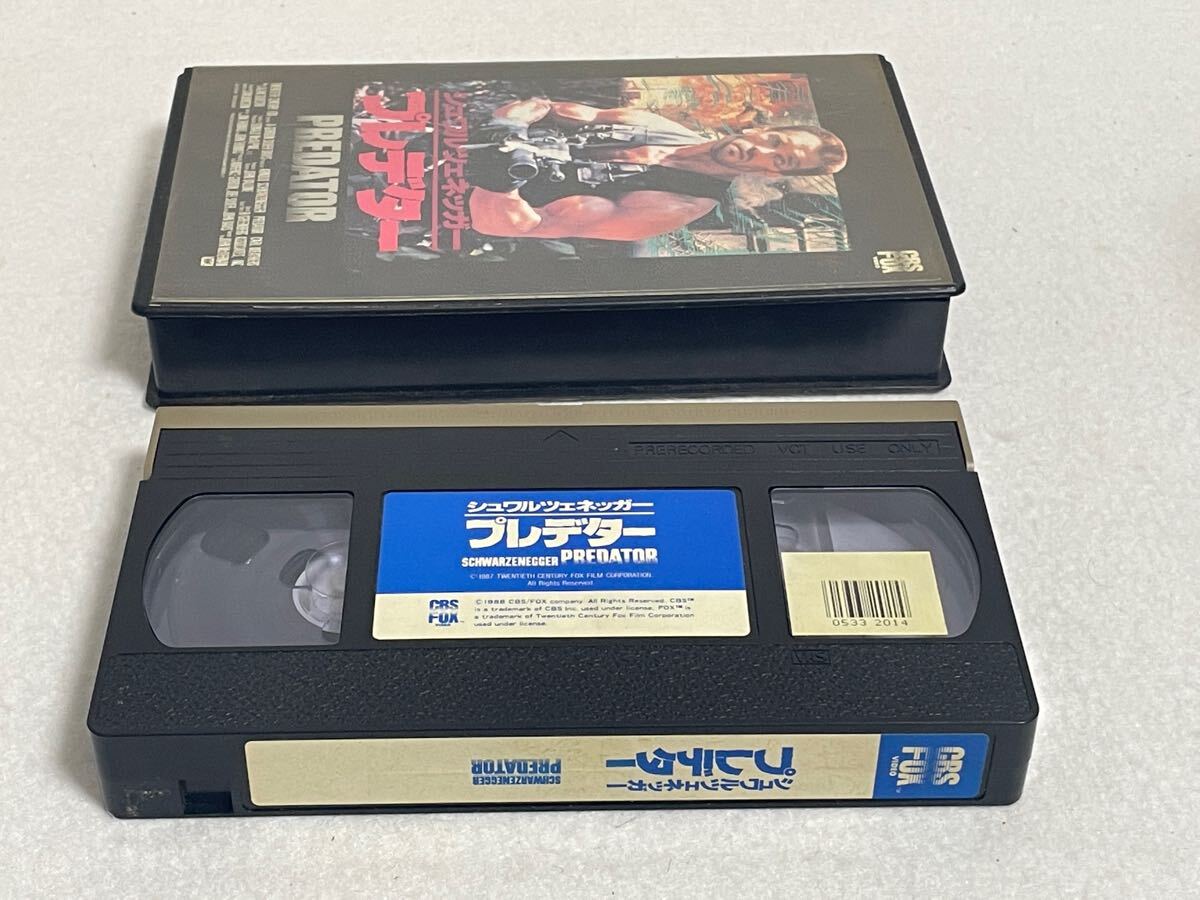 シュワルツェネッガー
プレデター
PREDATOR
CBS
FOX
PRERECORDED VCT USE ONLY
シュワルツェネッガー
プレデター
SCHWARZENEGGER PREDATOR
©1987 TWENTIETH CENTURY FOX FILM CORPORATION.
All Rights Reserved.
CBS
FOX
VIDEO
©1988 CBS/FOX company. All Rights Reserved. CBS™
is a trademark of CBS Inc. used under license. FOX™ is
a trademark of Twentieth Century Fox Film Corporation
used under license.
0533 2014
VHS
CBS
FOX
VIDEO
シュワルツェネッガー
プレデター
SCHWARZENEGGER
PREDATOR